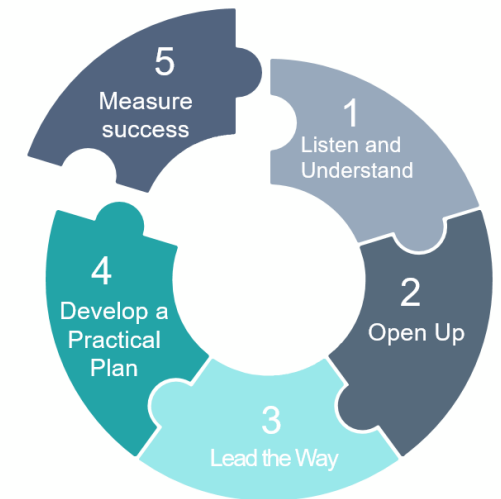 1
Listen and
Understand
2
Open Up
3
Lead the Way
4
Develop a
Practical
Plan
5
Measure
success